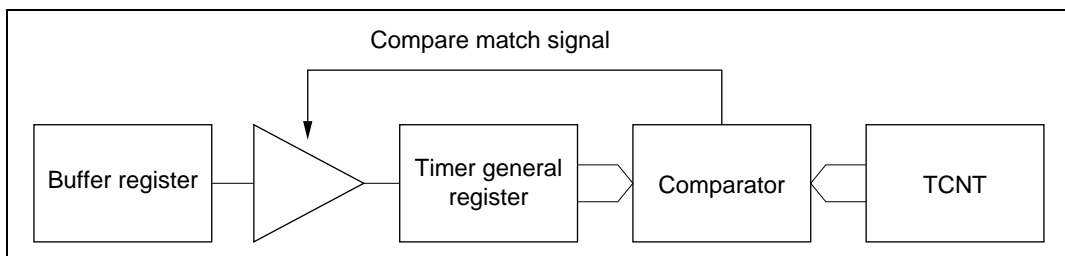 Compare match signal
Buffer register
Timer general
register
Comparator
TCNT